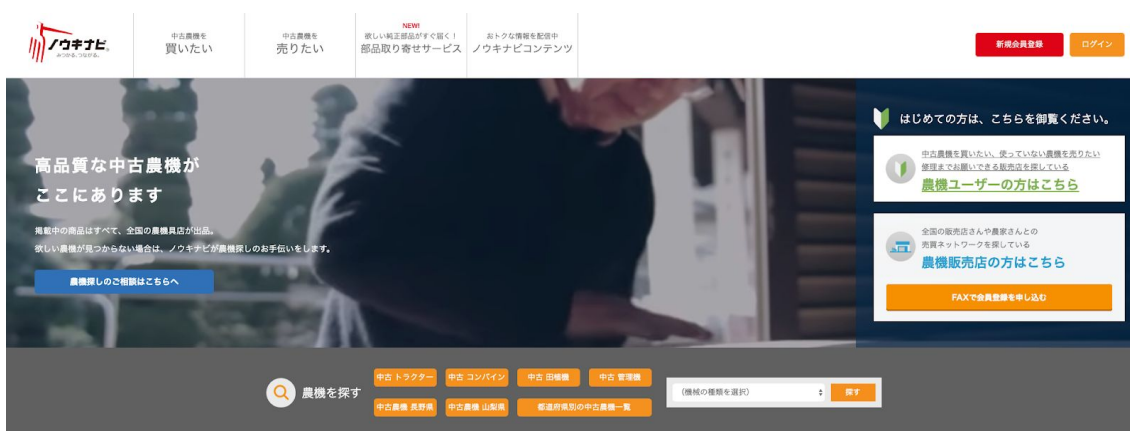 ノウキナビ®
みつかる、つながる。
中古農機を
買いたい
中古農機を
売りたい
NEW!
欲しい純正部品がすぐ届く!
部品取り寄せサービス
おトクな情報を配信中
ノウキナビコンテンツ
新規会員登録
ログイン
高品質な中古農機が
ここにあります
掲載中の商品はすべて、全国の農機具店が出品。
欲しい農機が見つからない場合は、ノウキナビが農機探しのお手伝いをします。
農機探しのご相談はこちらへ
はじめての方は、こちらを御覧ください。
中古農機を買いたい、使っていない農機を売りたい
修理までお願いできる販売店を探している
農機ユーザーの方はこちら
全国の販売店さんや農家さんとの
売買ネットワークを探している
農機販売店の方はこちら
FAXで会員登録を申し込む
農機を探す
中古 トラクター
中古 コンバイン
中古 田植機
中古 管理機
中古農機 長野県
中古農機 山梨県
都道府県別の中古農機一覧
(機械の種類を選択)
探す